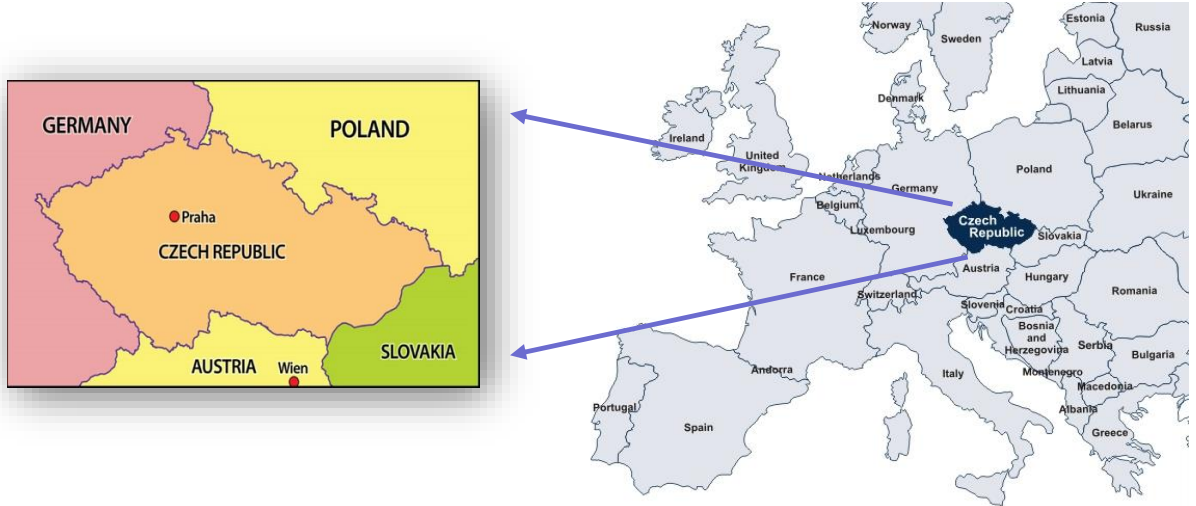 GERMANY
POLAND
Praha
CZECH REPUBLIC
AUSTRIA
Wien
SLOVAKIA
Norway
Sweden
Estonia
Russia
Latvia
Lithuania
Denmark
Belarus
Ireland
United
Kingdom
Netherlands
Germany
Poland
Ukraine
Belgium
Luxembourg
Czech
Republic
Slovakia
France
Austria
Hungary
Switzerland
Romania
Slovenia
Croatia
Bosnia
and
Herzegovina
Serbia
Bulgaria
Andorra
Italy
Montenegro
Macedonia
Portugal
Spain
Albania
Greece